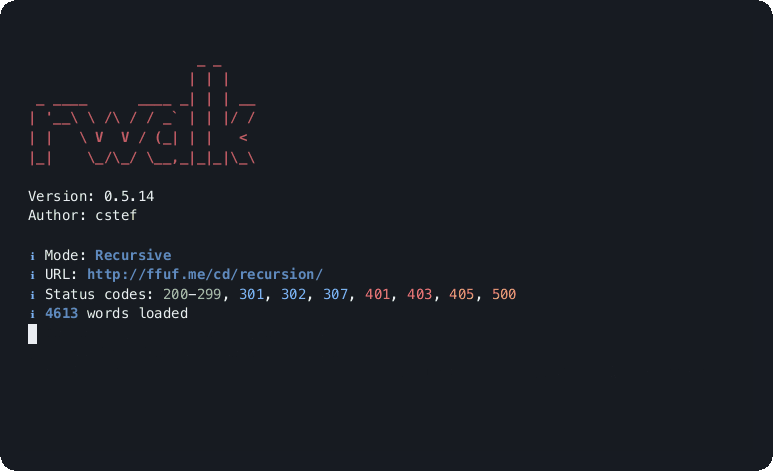 rwdk
Version: 0.5.14
Author: cstef
i Mode: Recursive
i URL: http://ffuf.me/cd/recursion/
i Status codes: 200-299, 301, 302, 307, 401, 403, 405, 500
i 4613 words loaded